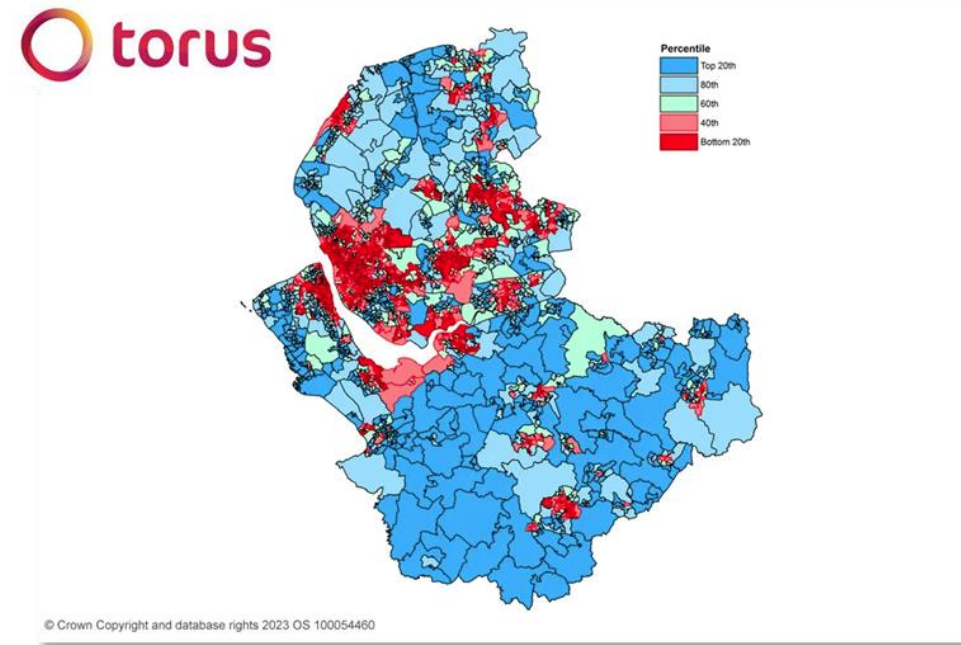 torus
Percentile
Top 20th
80th
60th
40th
Bottom 20th
© Crown Copyright and database rights 2023 OS 100054460